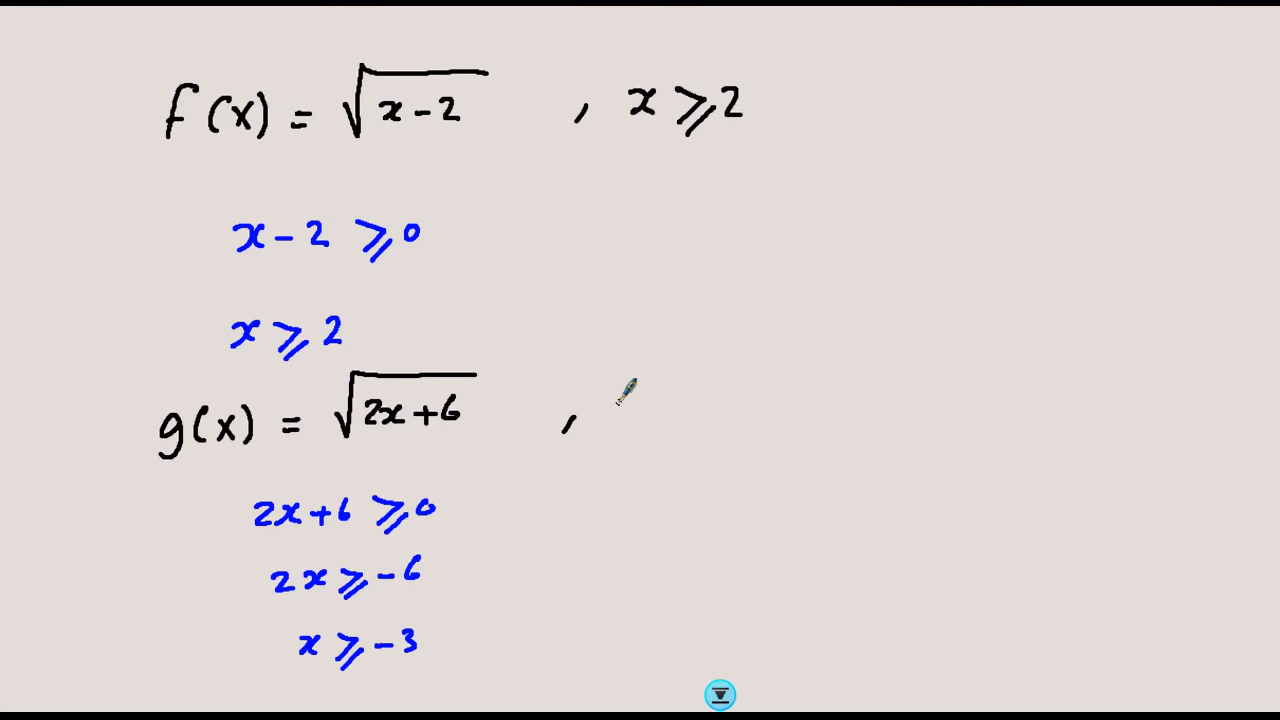 f(x) = √(x-2) , x ⩾ 2
x - 2 ⩾ 0
x ⩾ 2
g(x) = √(2x+6) ,
2x+6 ⩾ 0
2x ⩾ -6
x ⩾ -3